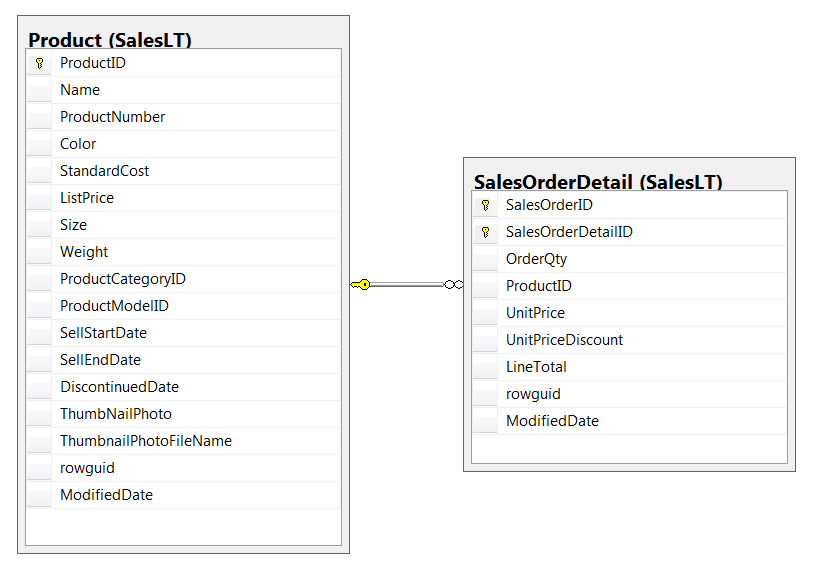 Product (SalesLT)
ProductID
Name
ProductNumber
Color
StandardCost
ListPrice
Size
Weight
ProductCategoryID
ProductModelID
SellStartDate
SellEndDate
DiscontinuedDate
ThumbNailPhoto
ThumbnailPhotoFileName
rowguid
ModifiedDate
SalesOrderDetail (SalesLT)
SalesOrderID
SalesOrderDetailID
OrderQty
ProductID
UnitPrice
UnitPriceDiscount
LineTotal
rowguid
ModifiedDate